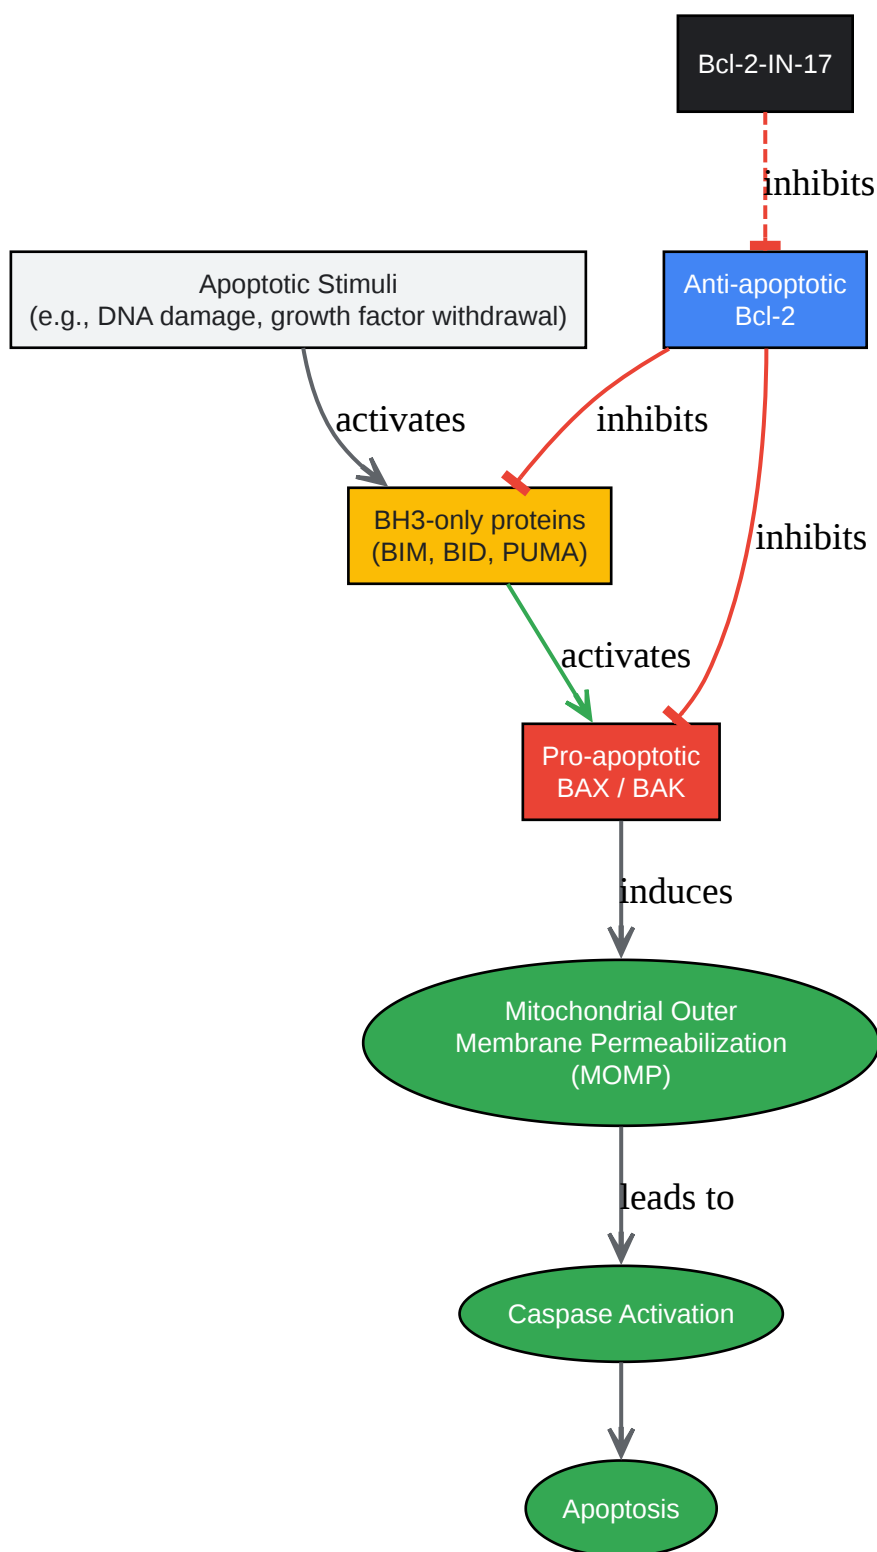 Bcl-2-IN-17
inhibits
Apoptotic Stimuli
(e.g., DNA damage, growth factor withdrawal)
Anti-apoptotic
Bcl-2
activates
inhibits
BH3-only proteins
(BIM, BID, PUMA)
inhibits
activates
Pro-apoptotic
BAX / BAK
induces
Mitochondrial Outer
Membrane Permeabilization
(MOMP)
leads to
Caspase Activation
Apoptosis